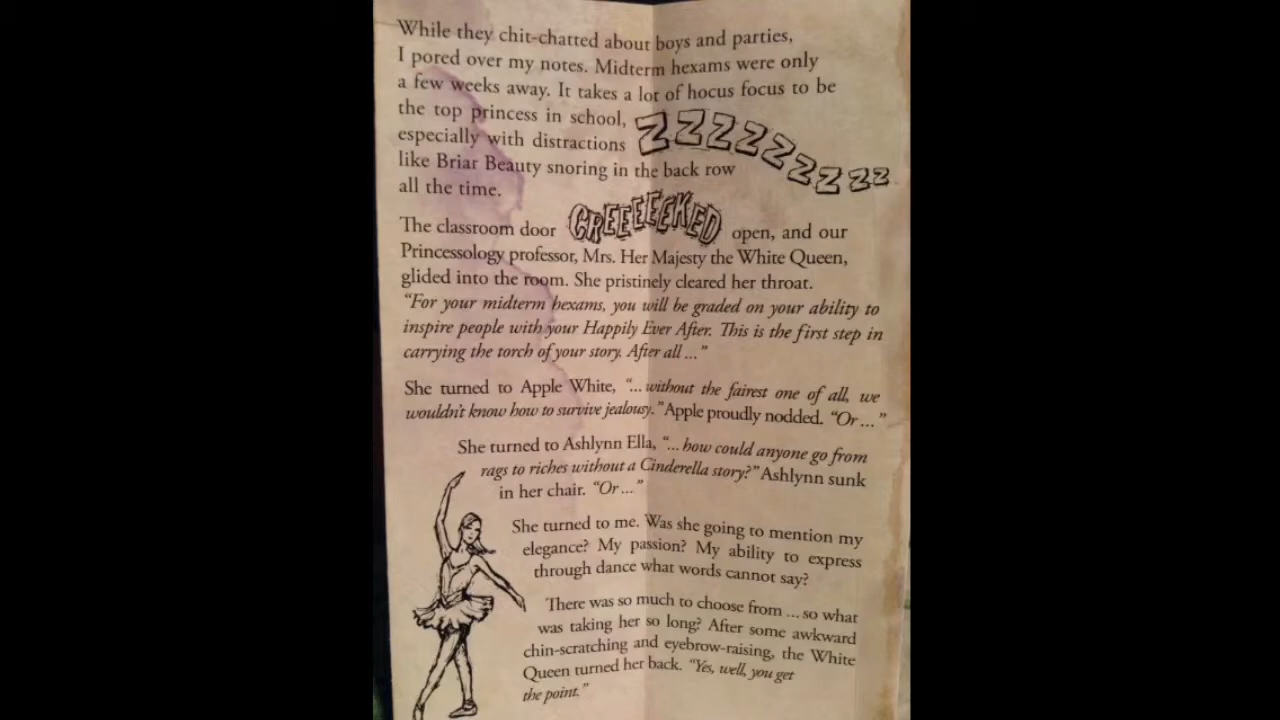 While they chit-chatted about boys and parties,
I pored over my notes. Midterm hexams were only
a few weeks away. It takes a lot of hocus focus to be
the top princess in school,
especially with distractions ZZZZZZZZZ
like Briar Beauty snoring in the back row
all the time.
The classroom door CREEEEEKED open, and our
Princessology professor, Mrs. Her Majesty the White Queen,
glided into the room. She pristinely cleared her throat.
“For your midterm hexams, you will be graded on your ability to
inspire people with your Happily Ever After. This is the first step in
carrying the torch of your story. After all ...”
She turned to Apple White, “... without the fairest one of all, we
wouldn't know how to survive jealousy.” Apple proudly nodded. “Or ...”
She turned to Ashlynn Ella, “... how could anyone go from
rags to riches without a Cinderella story?” Ashlynn sunk
in her chair. “Or ...”
She turned to me. Was she going to mention my
elegance? My passion? My ability to express
through dance what words cannot say?
There was so much to choose from ... so what
was taking her so long? After some awkward
chin-scratching and eyebrow-raising, the White
Queen turned her back. “Yes, well, you get
the point.”